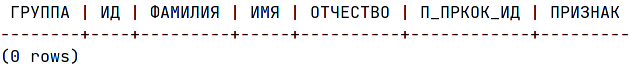 ГРУППА | ИД | ФАМИЛИЯ | ИМЯ | ОТЧЕСТВО | П_ПРКОК_ИД | ПРИЗНАК
--------+----+---------+-----+----------+------------+---------
(0 rows)